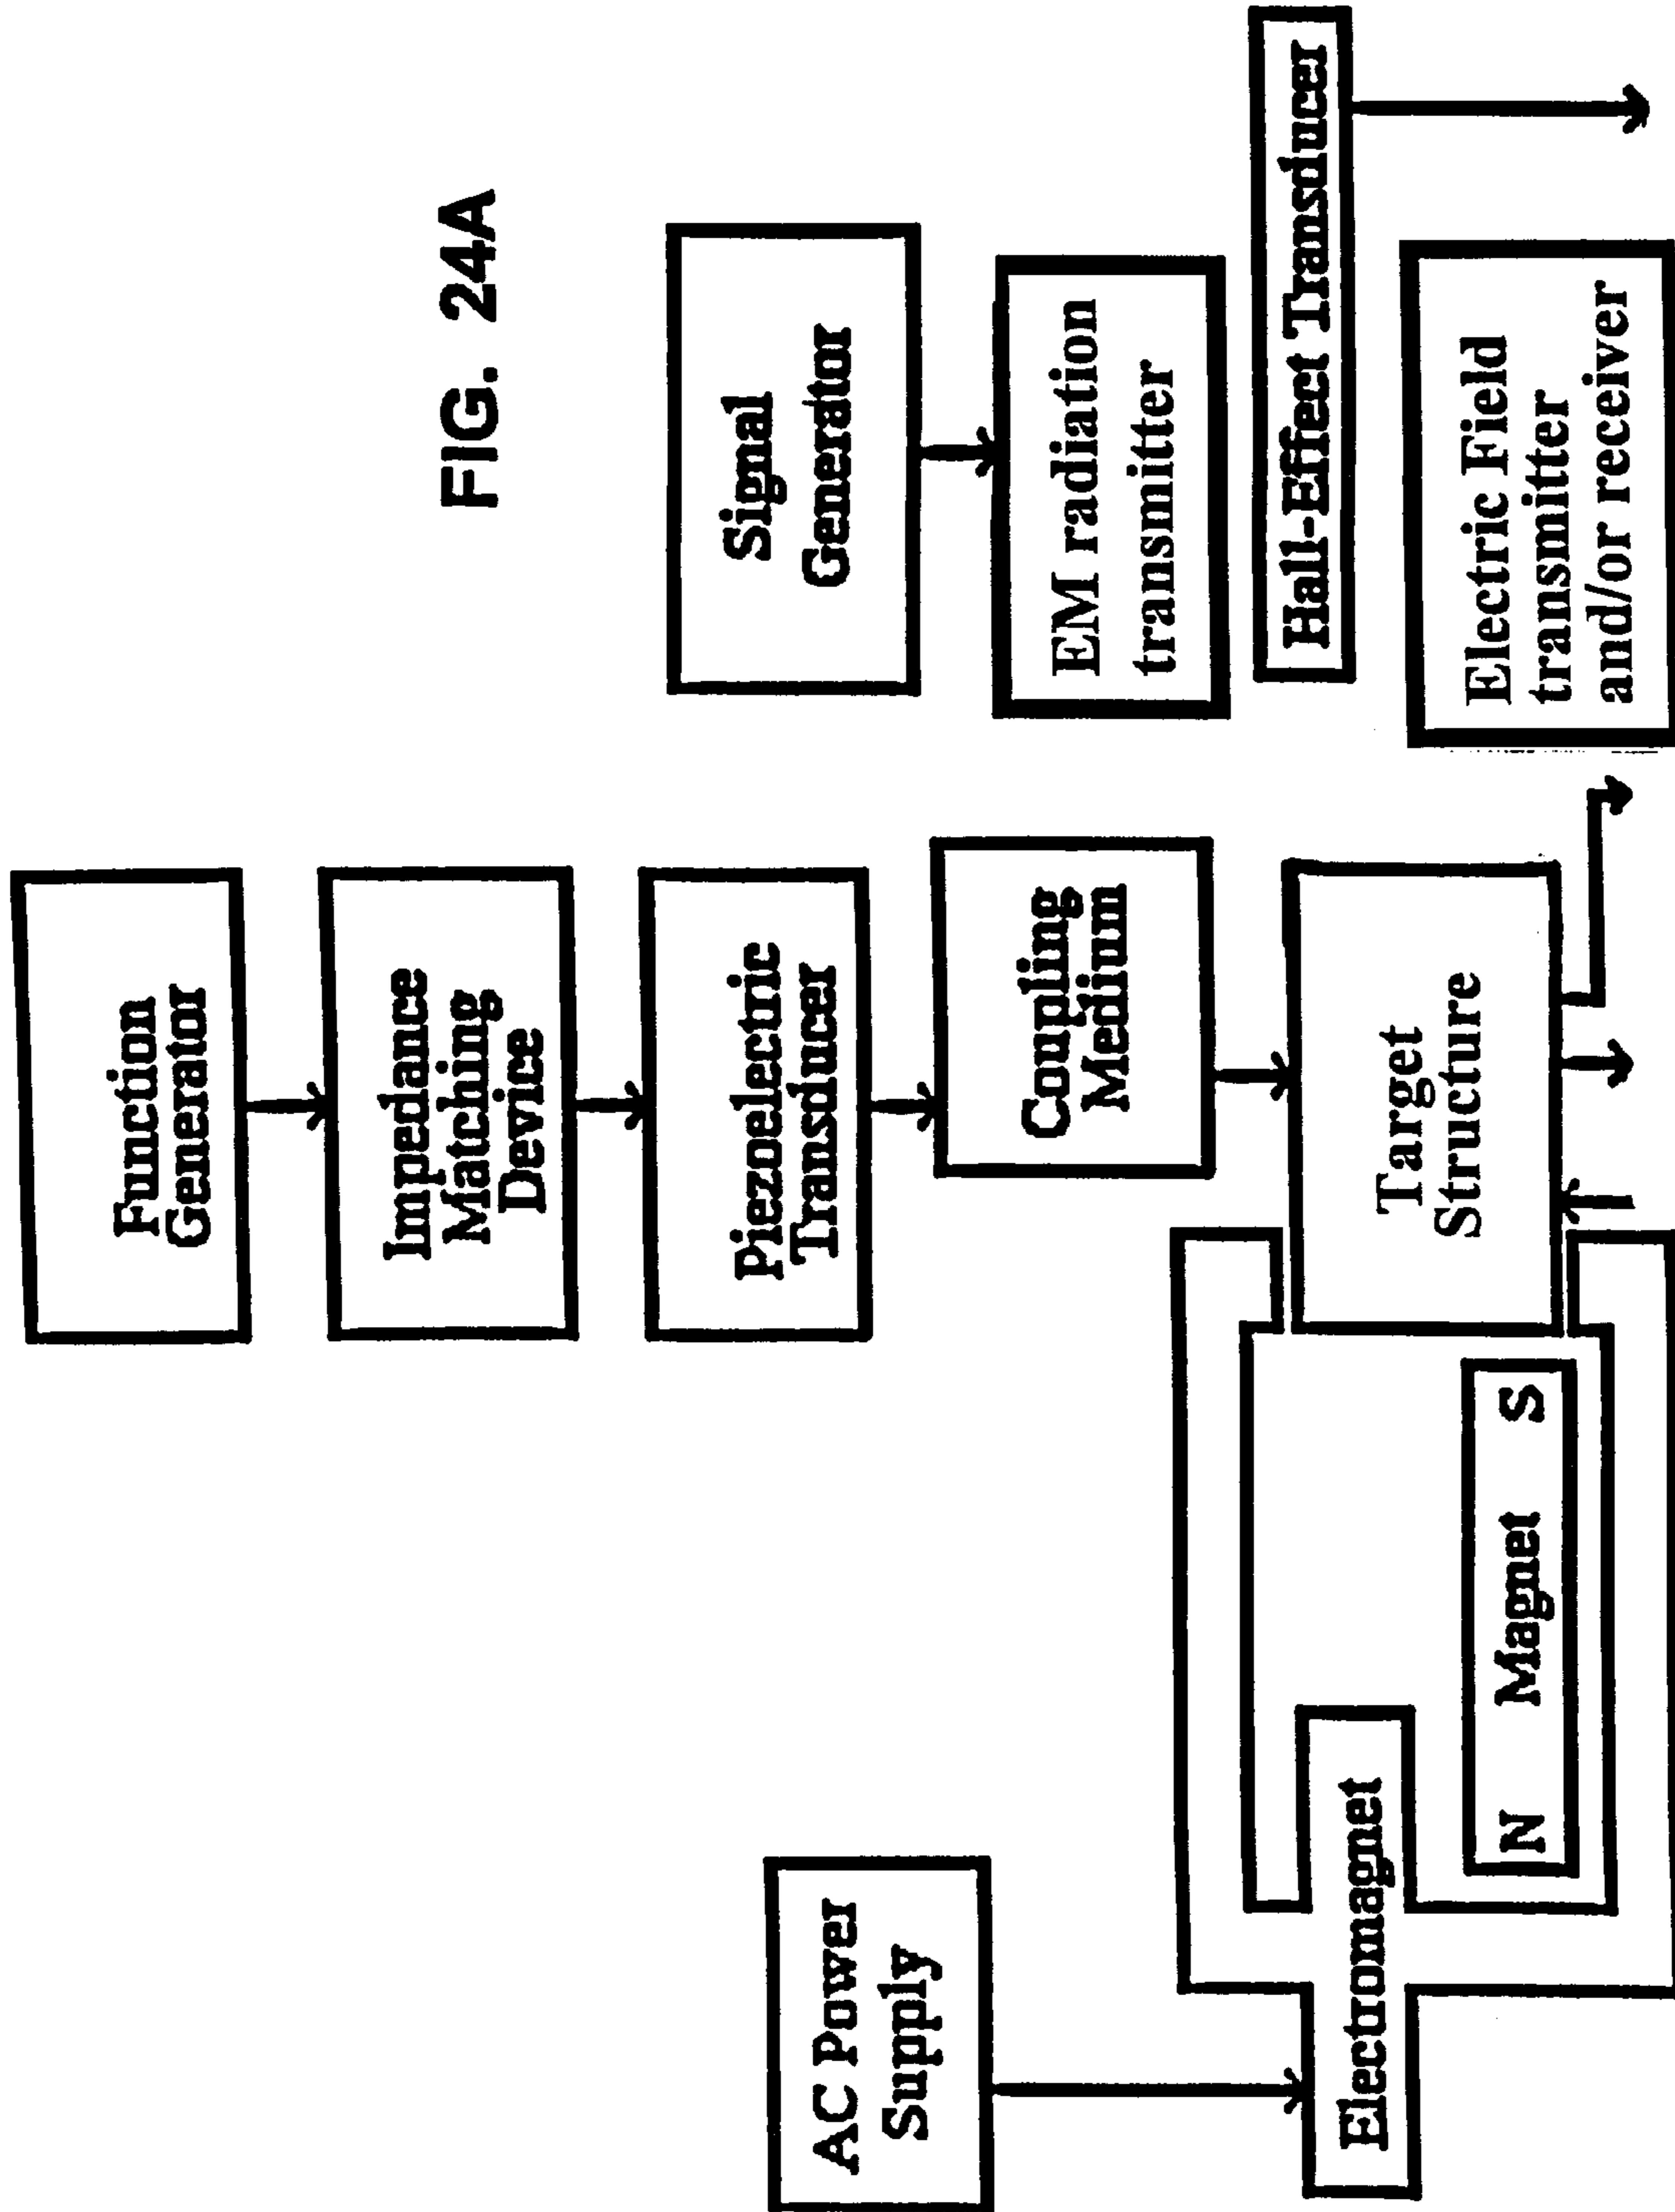 FIG. 24A
Function
Generator
Impedance
Matching
Device
Piezoelectric
Transducer
Coupling
Medium
Target
Structure
Signal
Generator
EM radiation
transmitter
Hall-Effect Transducer
Electric Field
transmitter
and/or receiver
AC Power
Supply
Electromagnet
N Magnet S